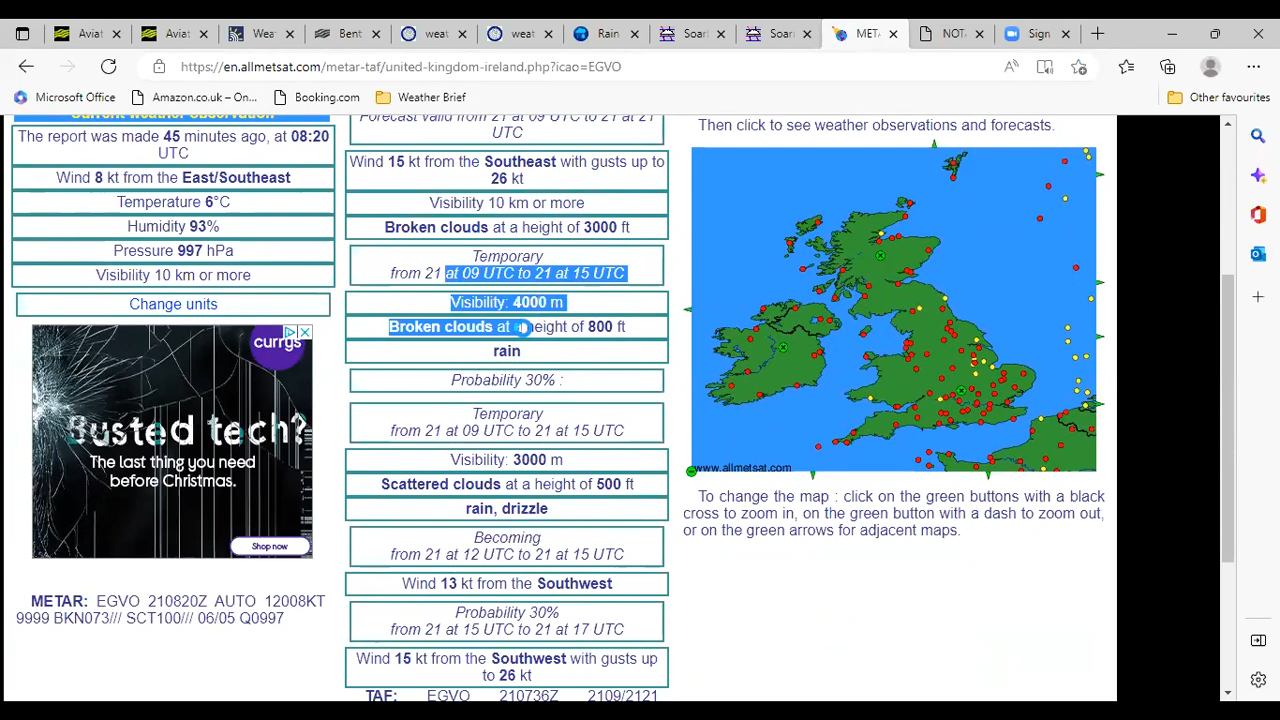 Aviat
Aviat
Wea
Bent
weat
weat
Rain
Soarl
Soari
META
NOTA
Sign
https://en.allmetsat.com/metar-taf/united-kingdom-ireland.php?icao=EGVO
Microsoft Office
Amazon.co.uk – On...
Booking.com
Weather Brief
Other favourites
Current weather observation
The report was made 45 minutes ago, at 08:20
UTC
Wind 8 kt from the East/Southeast
Temperature 6°C
Humidity 93%
Pressure 997 hPa
Visibility 10 km or more
Change units
currys
Busted tech?
The last thing you need
before Christmas.
Shop now
METAR: EGVO 210820Z AUTO 12008KT
9999 BKN073/// SCT100/// 06/05 Q0997
Forecast valid from 21 at 09 UTC to 21 at 21
UTC
Wind 15 kt from the Southeast with gusts up to
26 kt
Visibility 10 km or more
Broken clouds at a height of 3000 ft
Temporary
from 21 at 09 UTC to 21 at 15 UTC
Visibility: 4000 m
Broken clouds at a height of 800 ft
rain
Probability 30% :
Temporary
from 21 at 09 UTC to 21 at 15 UTC
Visibility: 3000 m
Scattered clouds at a height of 500 ft
rain, drizzle
Becoming
from 21 at 12 UTC to 21 at 15 UTC
Wind 13 kt from the Southwest
Probability 30%
from 21 at 15 UTC to 21 at 17 UTC
Wind 15 kt from the Southwest with gusts up
to 26 kt
TAF: EGVO 210736Z 2109/2121
Then click to see weather observations and forecasts.
www.allmetsat.com
To change the map : click on the green buttons with a black
cross to zoom in, on the green button with a dash to zoom out,
or on the green arrows for adjacent maps.